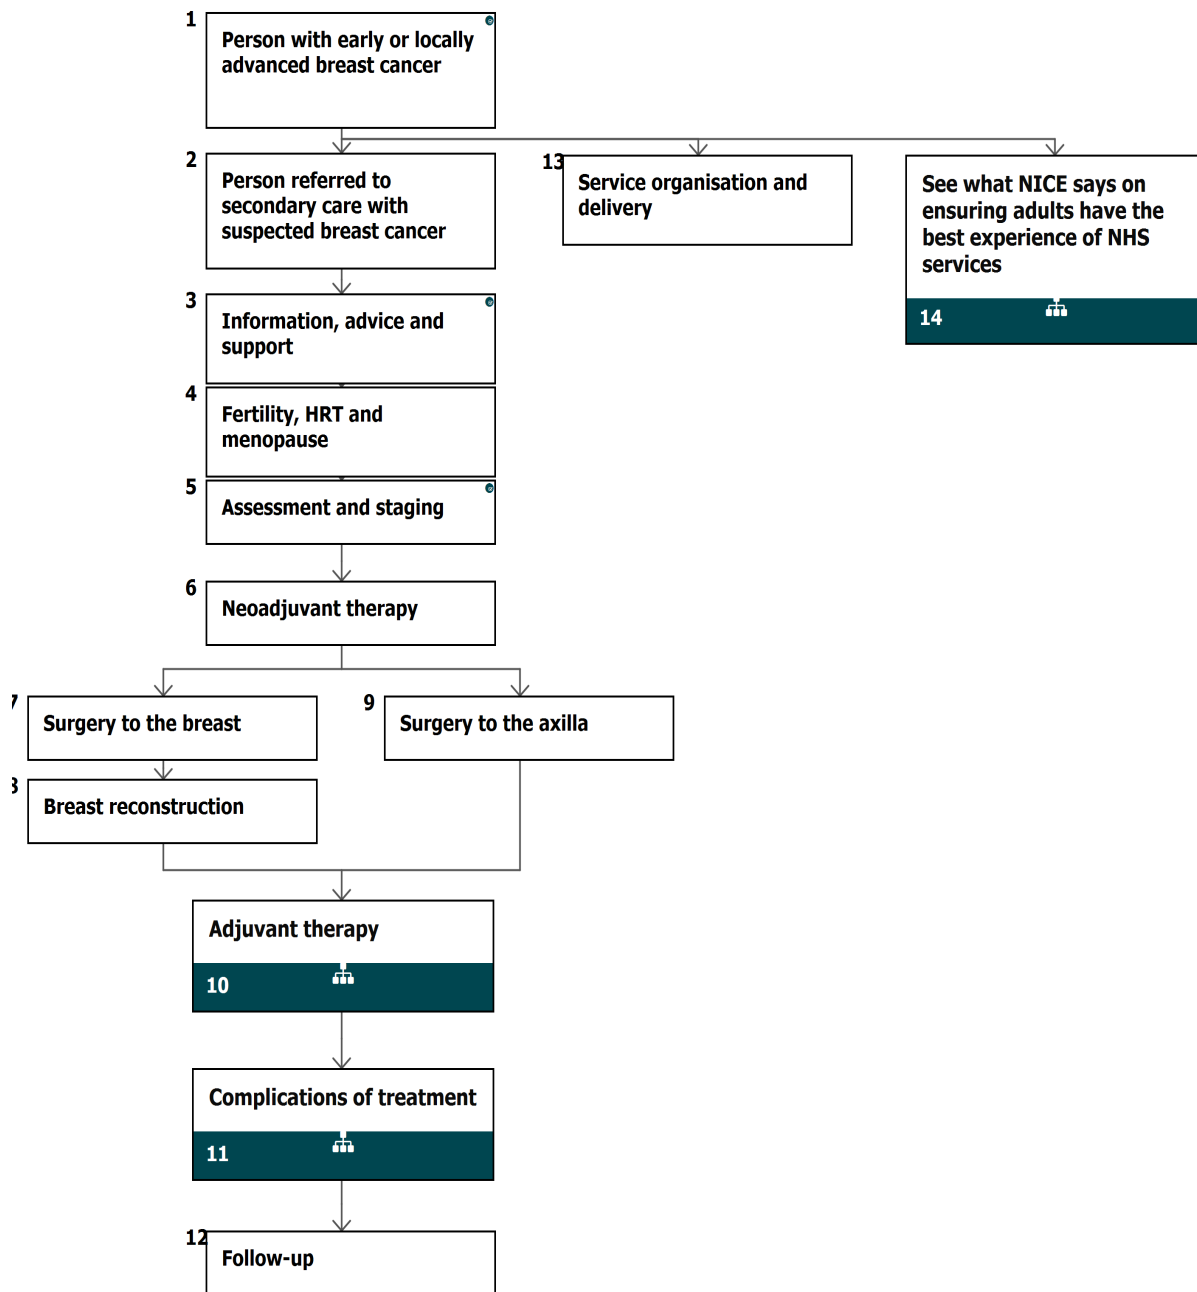 1
Person with early or locally
advanced breast cancer
2
Person referred to
secondary care with
suspected breast cancer
13
Service organisation and
delivery
See what NICE says on
ensuring adults have the
best experience of NHS
services
14
3
Information, advice and
support
4
Fertility, HRT and
menopause
5
Assessment and staging
6
Neoadjuvant therapy
7
Surgery to the breast
9
Surgery to the axilla
8
Breast reconstruction
Adjuvant therapy
10
Complications of treatment
11
12
Follow-up